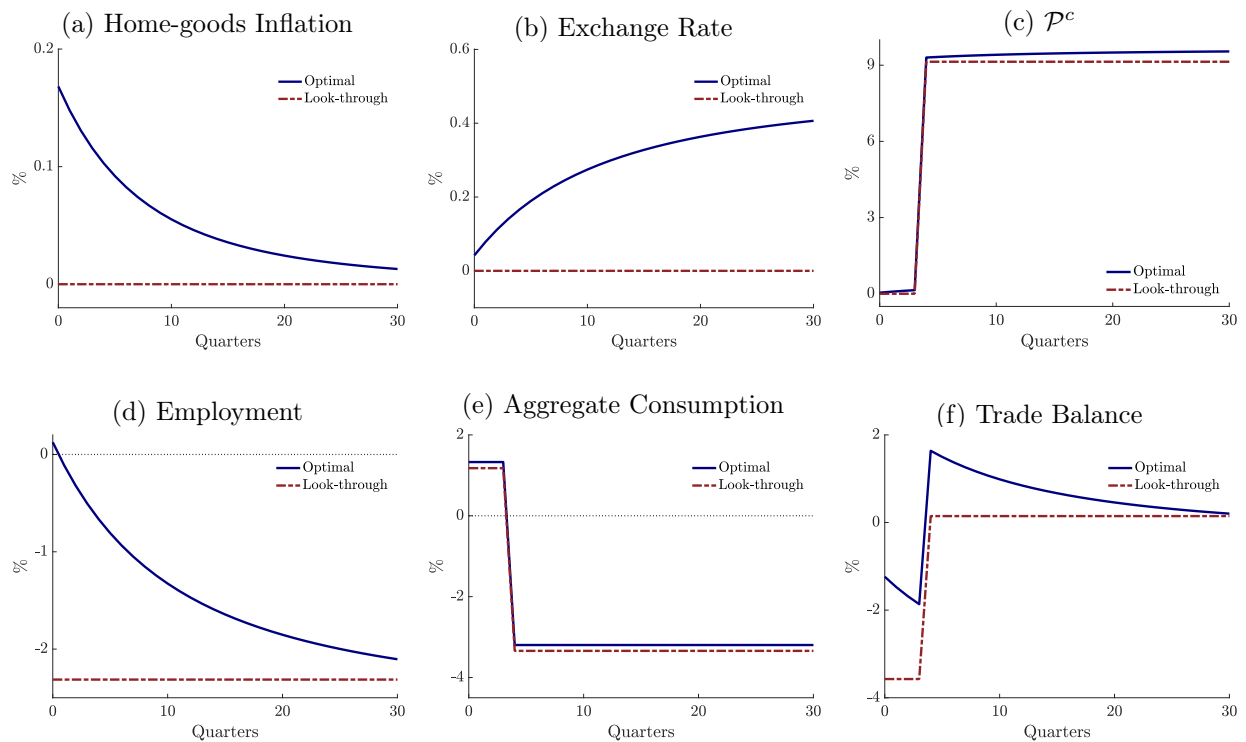 (a) Home-goods Inflation
0.2
0.1
0
%
Optimal
Look-through
0 10 20 30
Quarters
(b) Exchange Rate
0.6
0.4
0.2
0
%
Optimal
Look-through
0 10 20 30
Quarters
(c) 𝒫ᶜ
9
6
3
0
%
Optimal
Look-through
0 10 20 30
Quarters
(d) Employment
0
-1
-2
%
Optimal
Look-through
0 10 20 30
Quarters
(e) Aggregate Consumption
2
0
-2
-4
%
Optimal
Look-through
0 10 20 30
Quarters
(f) Trade Balance
2
0
-2
-4
%
Optimal
Look-through
0 10 20 30
Quarters